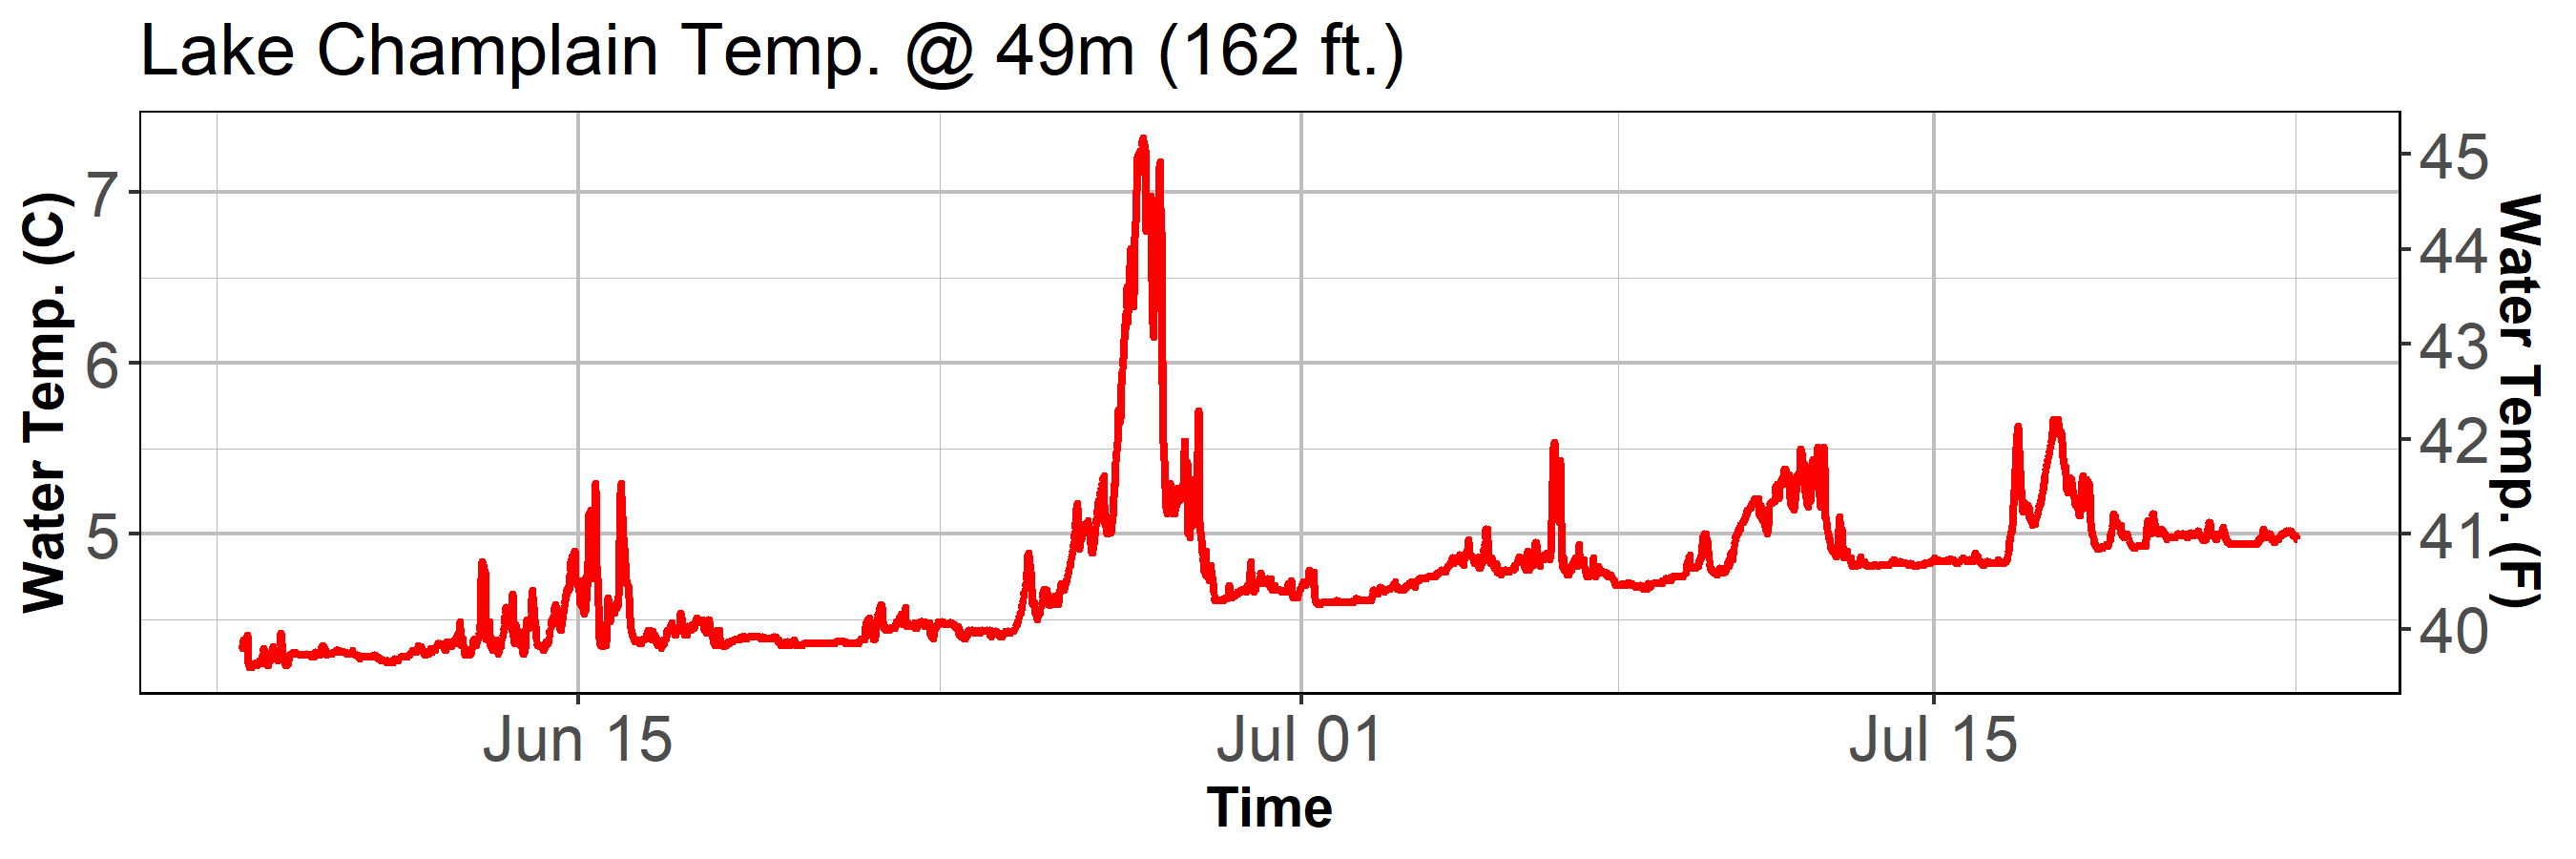 Lake Champlain Temp. @ 49m (162 ft.)
Water Temp. (C)
7
6
5
45
44
43
42
41
40
Water Temp. (F)
Jun 15
Jul 01
Jul 15
Time